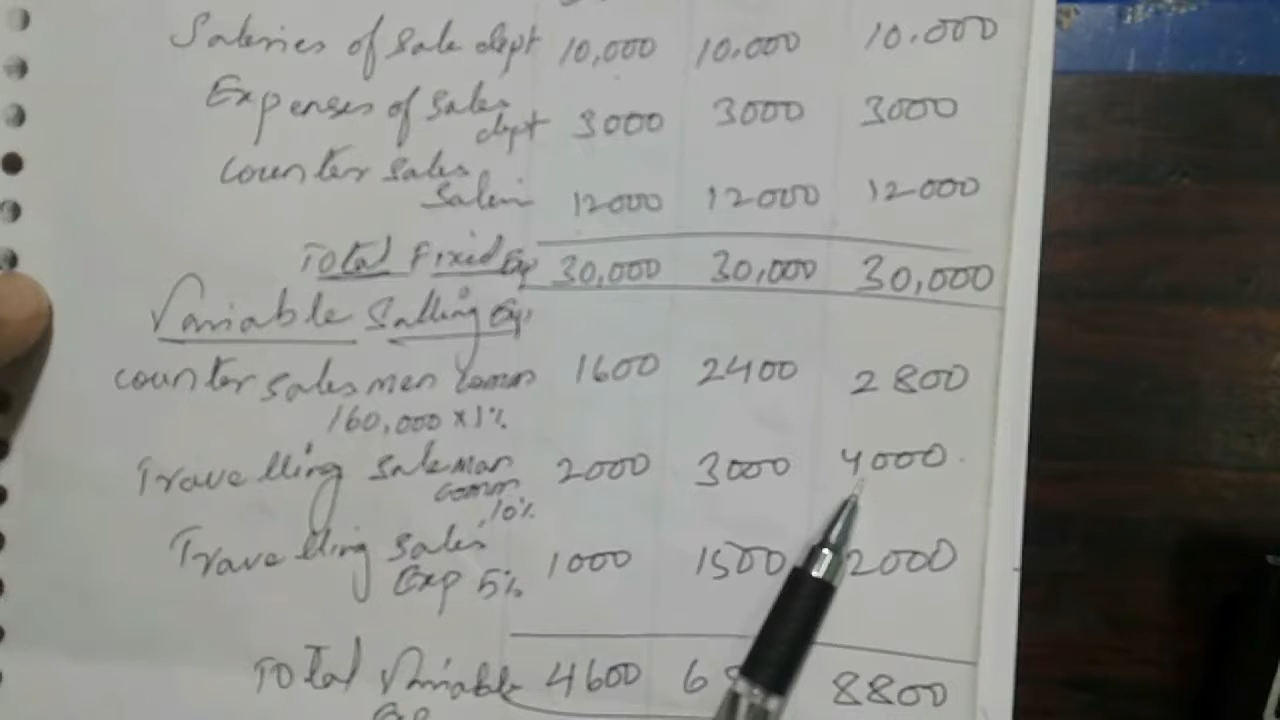 Salaries of Sale dept 10,000 10,000 10,000
Expenses of Sales
dept 3000 3000 3000
Counter Sales
12000 12000 12000
Total Fixed Exp 30,000 30,000 30,000
Variable Selling Exp.
Counter Sales men Comm 1600 2400 2800
160,000 x 1%
Travelling Saleman 2000 3000 4000
Comm
10%
Travelling Sales 1000 1500 2000
Exp 5%
Total Variable 4600 8800